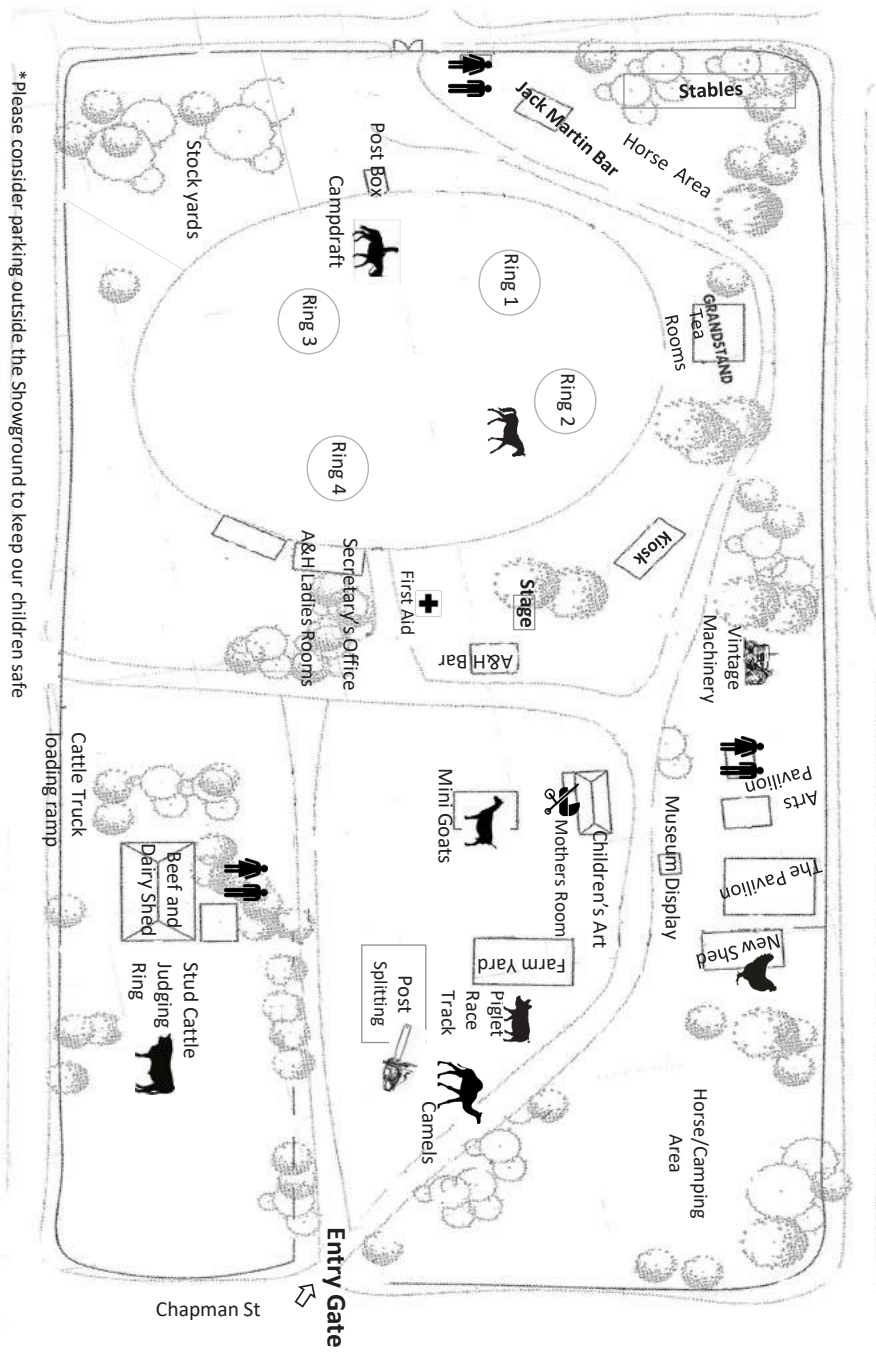 Stables
Jack Martin Bar
Horse Area
Post Box
Stock yards
Campdraft
Ring 1
Ring 3
Ring 2
Ring 4
GRANDSTAND
Tea
Rooms
Kiosk
Stage
First Aid
Secretary's Office
A&H Ladies Rooms
A&H Bar
Vintage
Machinery
Arts
Pavilion
The Pavilion
Museum Display
New Shed
Children's Art
Mothers Room
Mini Goats
Farm Yard
Piglet
Race
Track
Post
Splitting
Camels
Cattle Truck
loading ramp
Beef and
Dairy Shed
Stud Cattle
Judging
Ring
Horse/Camping
Area
Entry Gate
Chapman St
*Please consider parking outside the Showground to keep our children safe